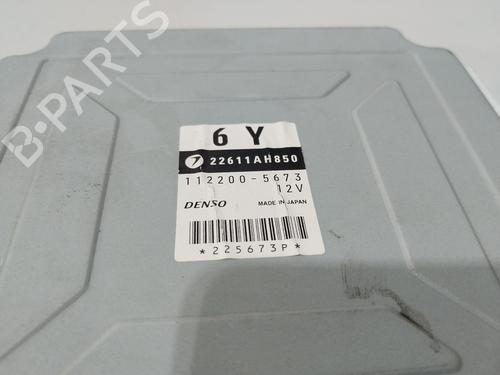 B-PARTS
6 Y
22611AH850
112200-5673
12V
DENSO MADE IN JAPAN
*225673P*